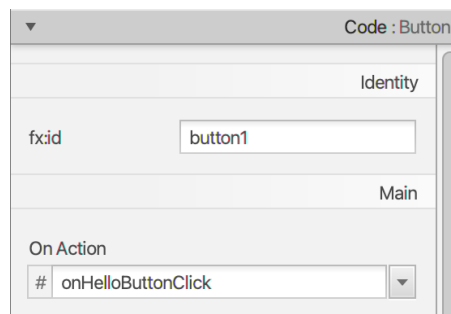 Code : Button
Identity
fx:id button1
Main
On Action
# onHelloButtonClick